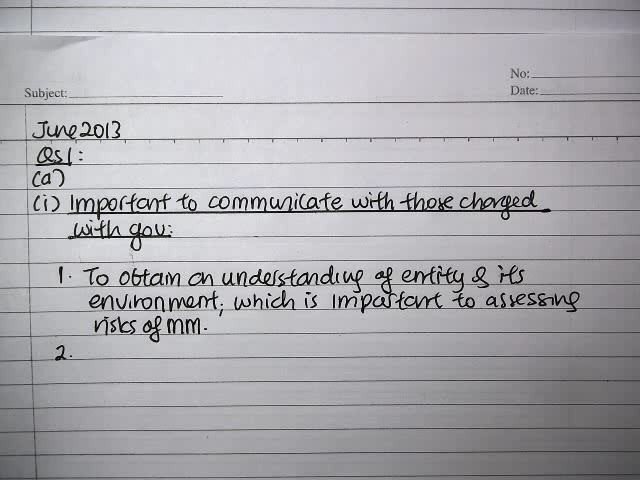 No:
Subject:
Date:
June 2013
Qs1:
(a)
(i) Important to communicate with those charged
with gov:
1. To obtain an understanding of entity & its
environment, which is important to assessing
risks of MM.
2.